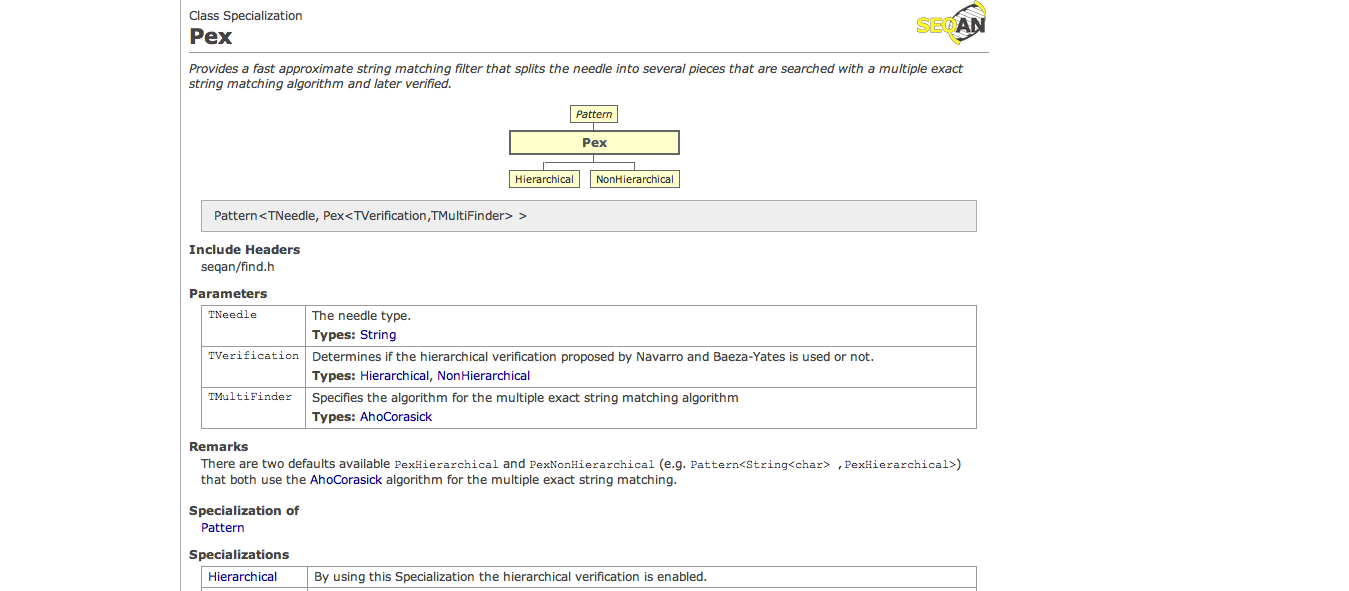 Class Specialization
Pex
SEQAN
Provides a fast approximate string matching filter that splits the needle into several pieces that are searched with a multiple exact
string matching algorithm and later verified.
Pattern
Pex
Hierarchical NonHierarchical
Pattern<TNeedle, Pex<TVerification,TMultiFinder> >
Include Headers
seqan/find.h
Parameters
TNeedle The needle type.
Types: String
TVerification Determines if the hierarchical verification proposed by Navarro and Baeza-Yates is used or not.
Types: Hierarchical, NonHierarchical
TMultiFinder Specifies the algorithm for the multiple exact string matching algorithm
Types: AhoCorasick
Remarks
There are two defaults available PexHierarchical and PexNonHierarchical (e.g. Pattern<String<char> ,PexHierarchical>)
that both use the AhoCorasick algorithm for the multiple exact string matching.
Specialization of
Pattern
Specializations
Hierarchical By using this Specialization the hierarchical verification is enabled.